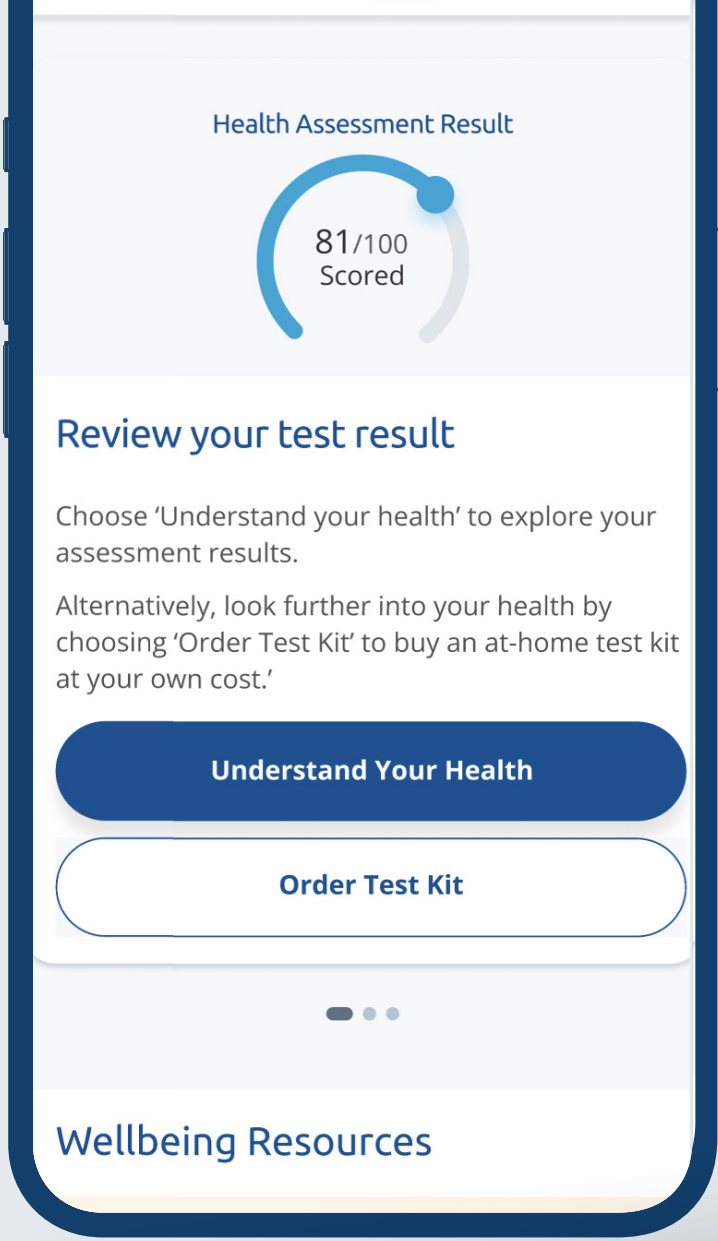 Health Assessment Result
81/100
Scored
Review your test result
Choose ‘Understand your health’ to explore your
assessment results.
Alternatively, look further into your health by
choosing ‘Order Test Kit’ to buy an at-home test kit
at your own cost.’
Understand Your Health
Order Test Kit
Wellbeing Resources